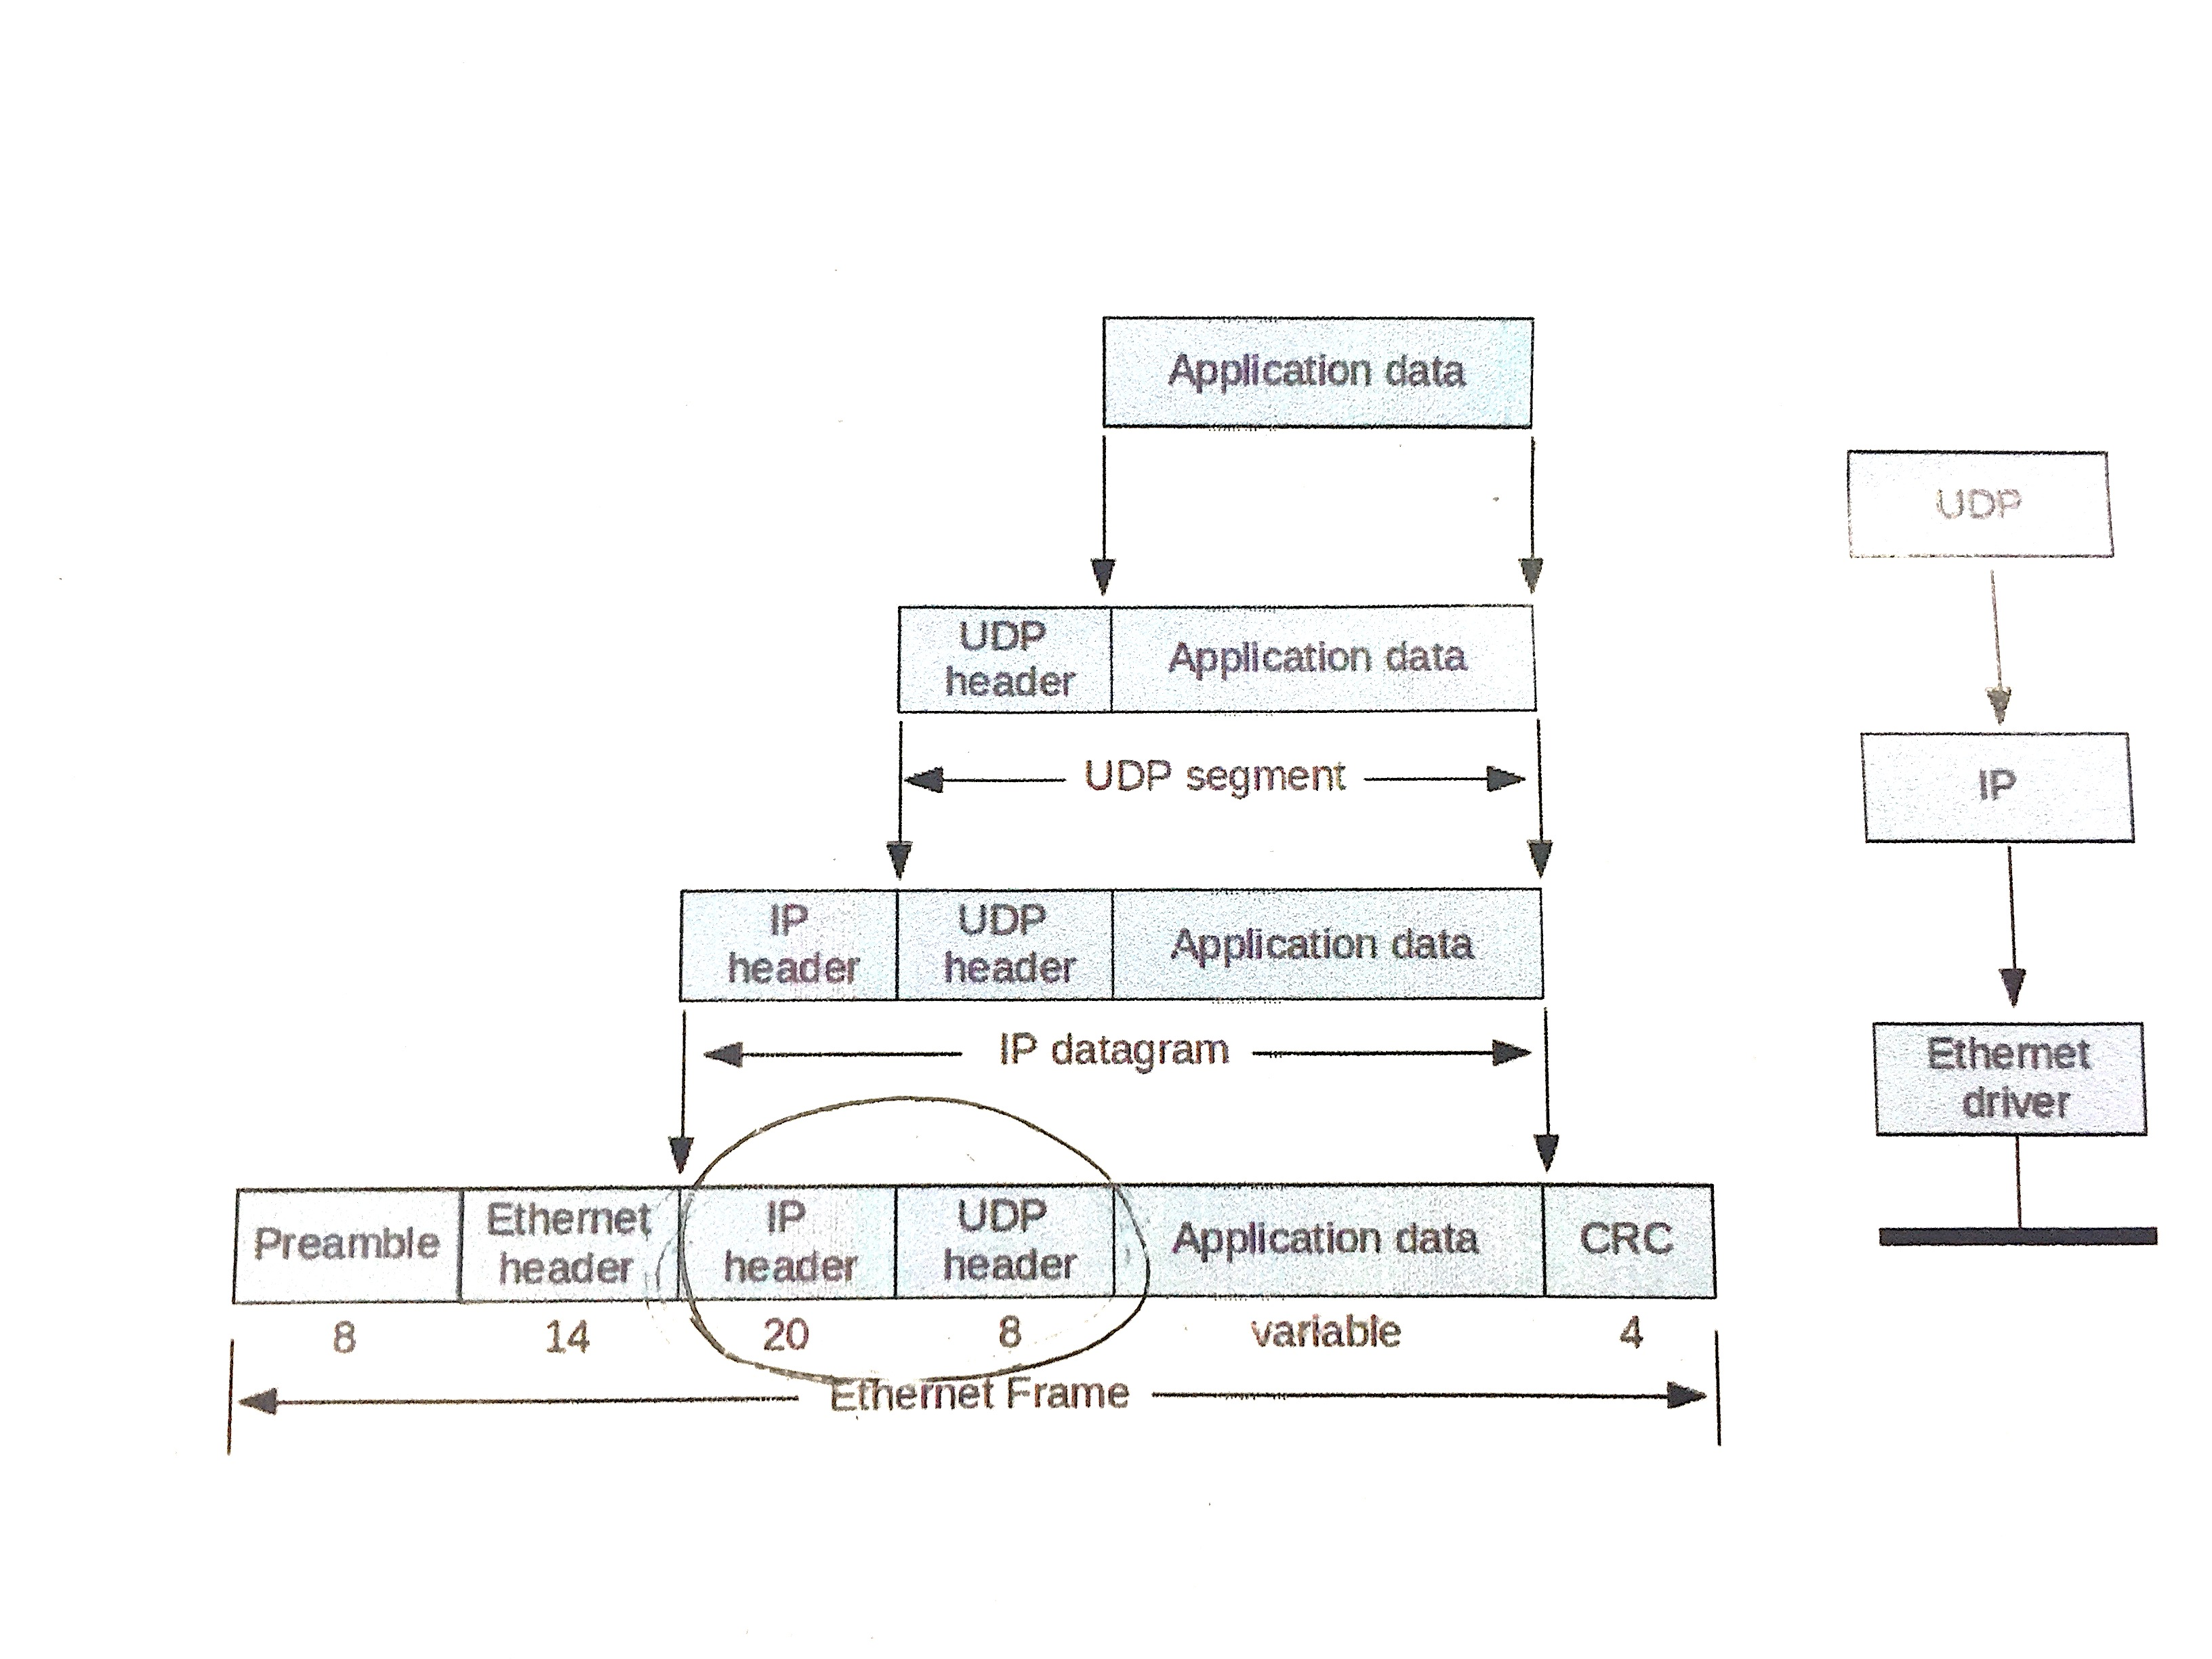 Application data
UDP
UDP
header
Application data
UDP segment
IP
IP
header
UDP
header
Application data
IP datagram
Ethernet
driver
Preamble
Ethernet
header
IP
header
UDP
header
Application data
CRC
8
14
20
8
variable
4
Ethernet Frame